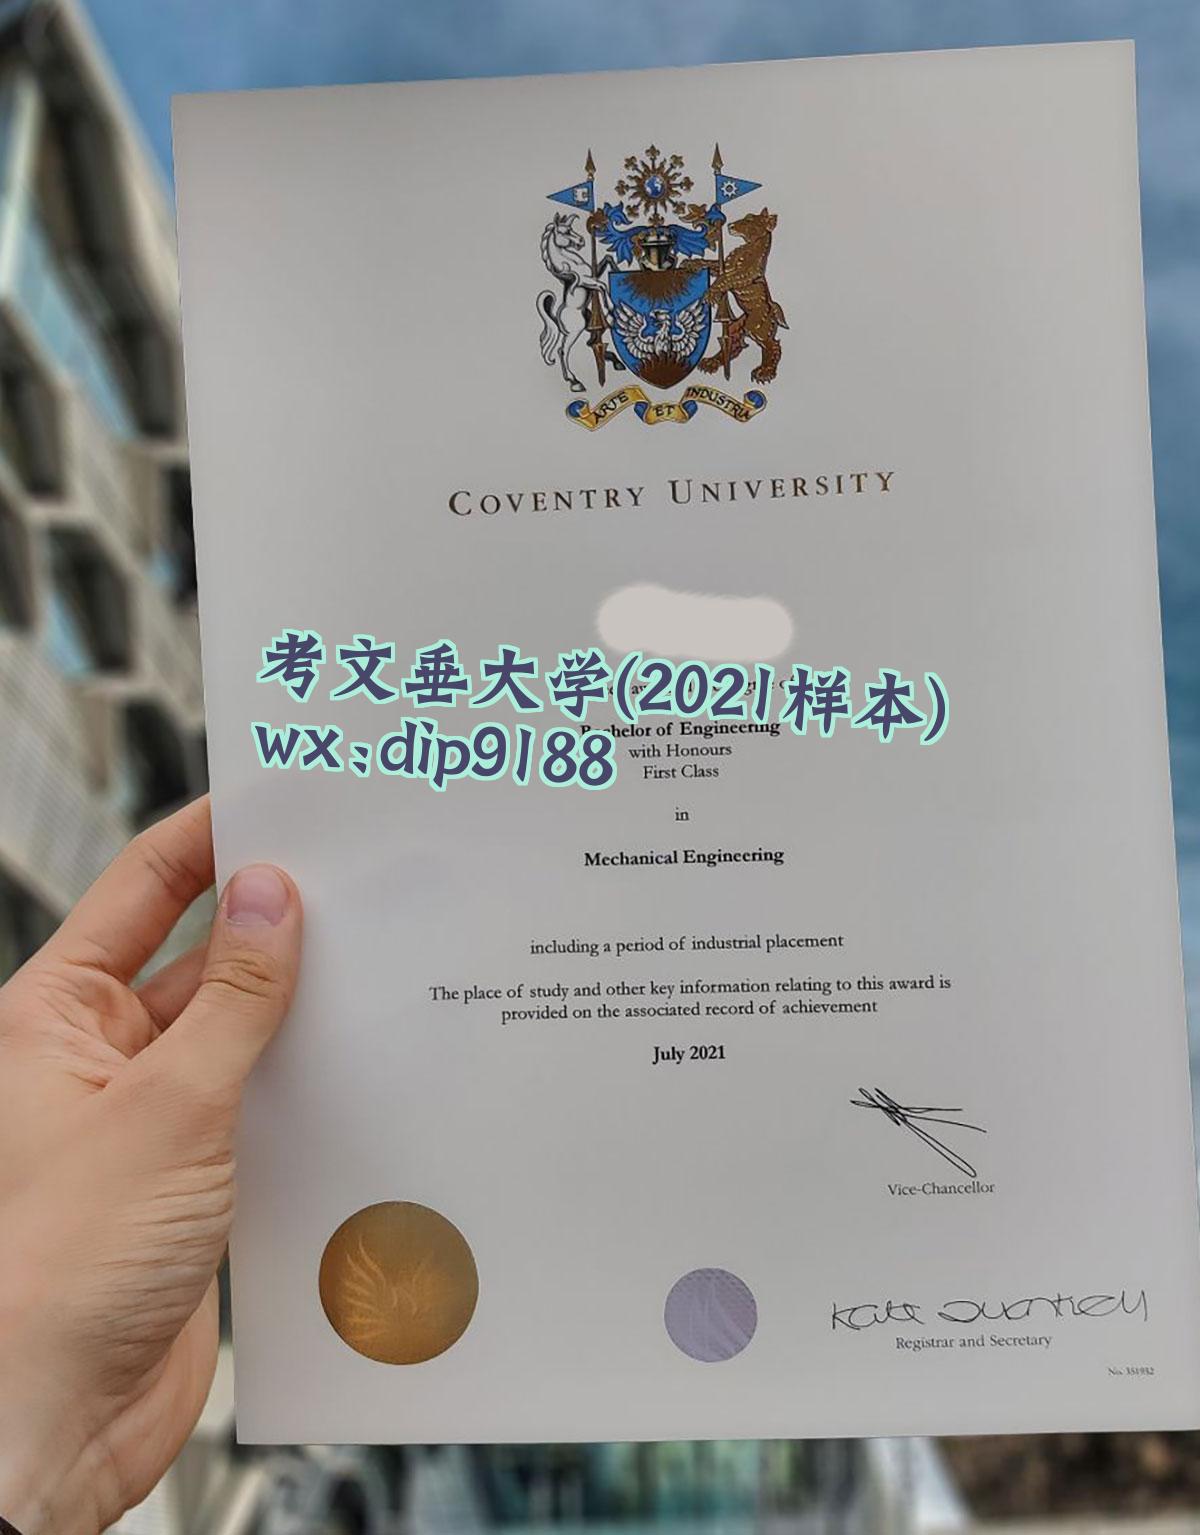 ARTE ET INDUSTRIA
COVENTRY UNIVERSITY
考文垂大学(2021样本)
wx:dip9188
Bachelor of Engineering
with Honours
First Class
in
Mechanical Engineering
including a period of industrial placement
The place of study and other key information relating to this award is
provided on the associated record of achievement
July 2021
Vice-Chancellor
Registrar and Secretary
No. 351932